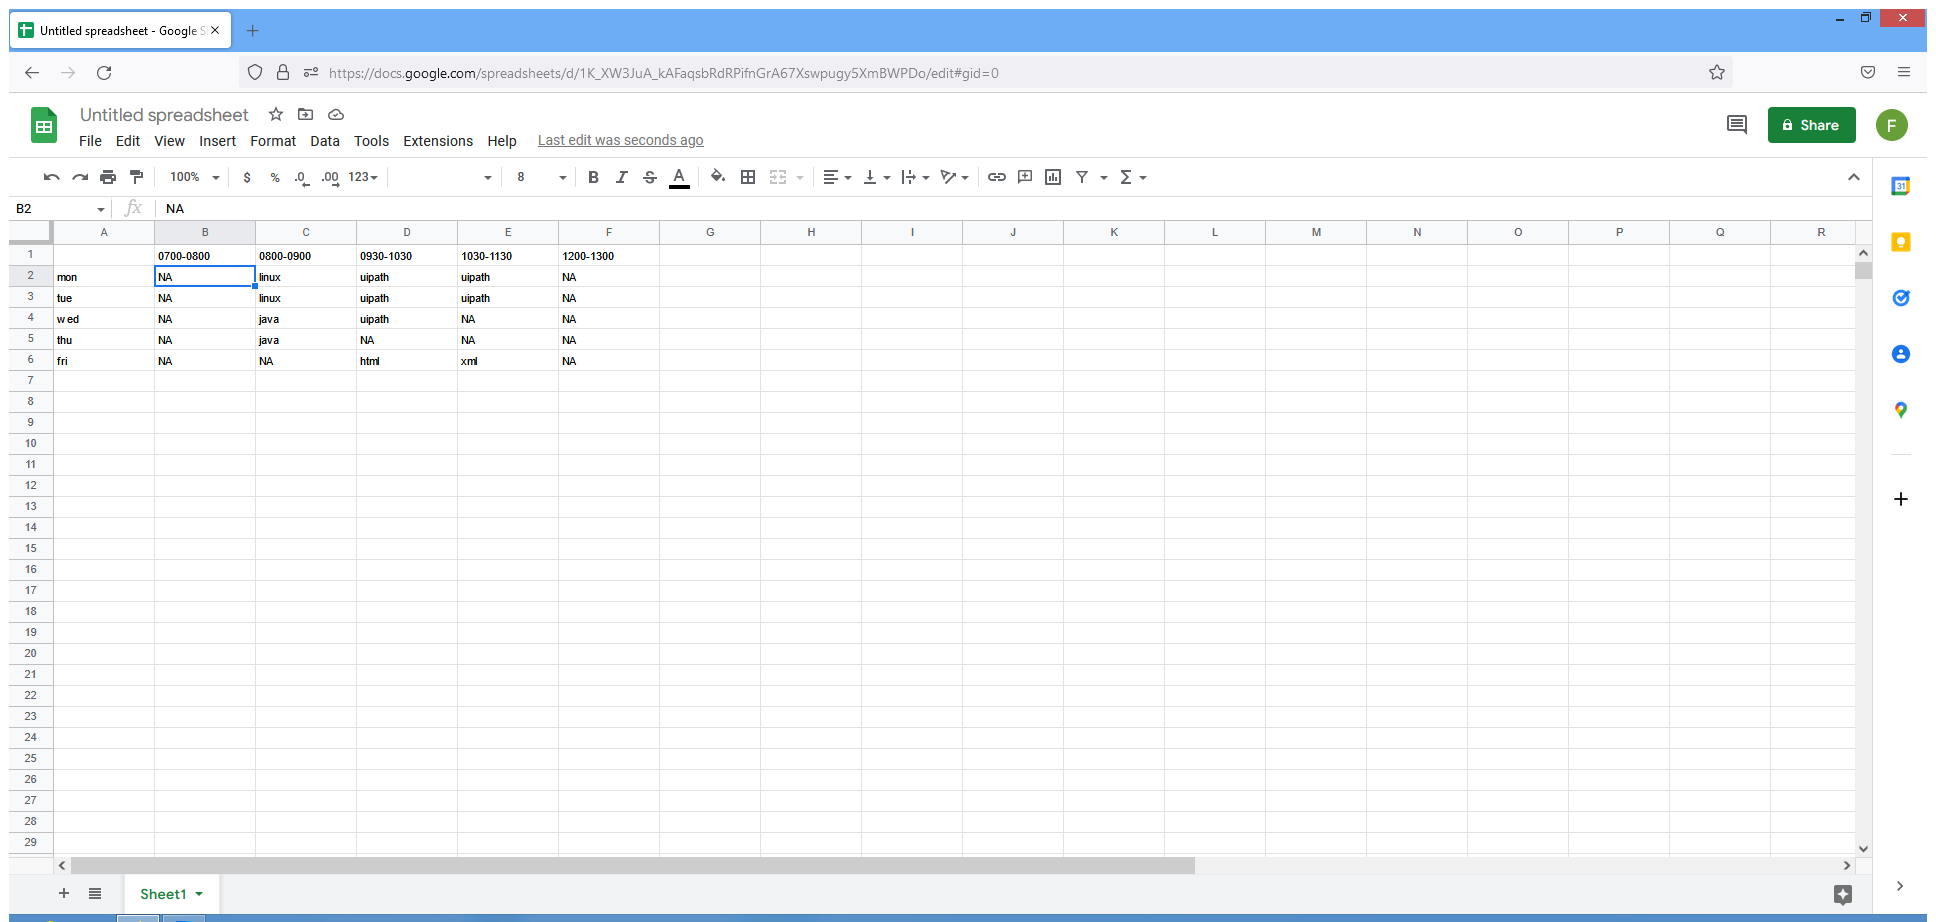 Untitled spreadsheet - Google S
https://docs.google.com/spreadsheets/d/1K_XW3JuA_kAFaqsbRdRPifnGrA67Xswpugy5XmBWPDo/edit#gid=0
Untitled spreadsheet
File Edit View Insert Format Data Tools Extensions Help Last edit was seconds ago
Share F
100% $ % .0 .00 123 8 B I S A Σ
31
B2 fx NA
A B C D E F G H I J K L M N O P Q R
1 0700-0800 0800-0900 0930-1030 1030-1130 1200-1300
2 mon NA linux uipath uipath NA
3 tue NA linux uipath uipath NA
4 wed NA java uipath NA NA
5 thu NA java NA NA NA
6 fri NA NA html xml NA
7
8
9
10
11
12
13
14
15
16
17
18
19
20
21
22
23
24
25
26
27
28
29
Sheet1